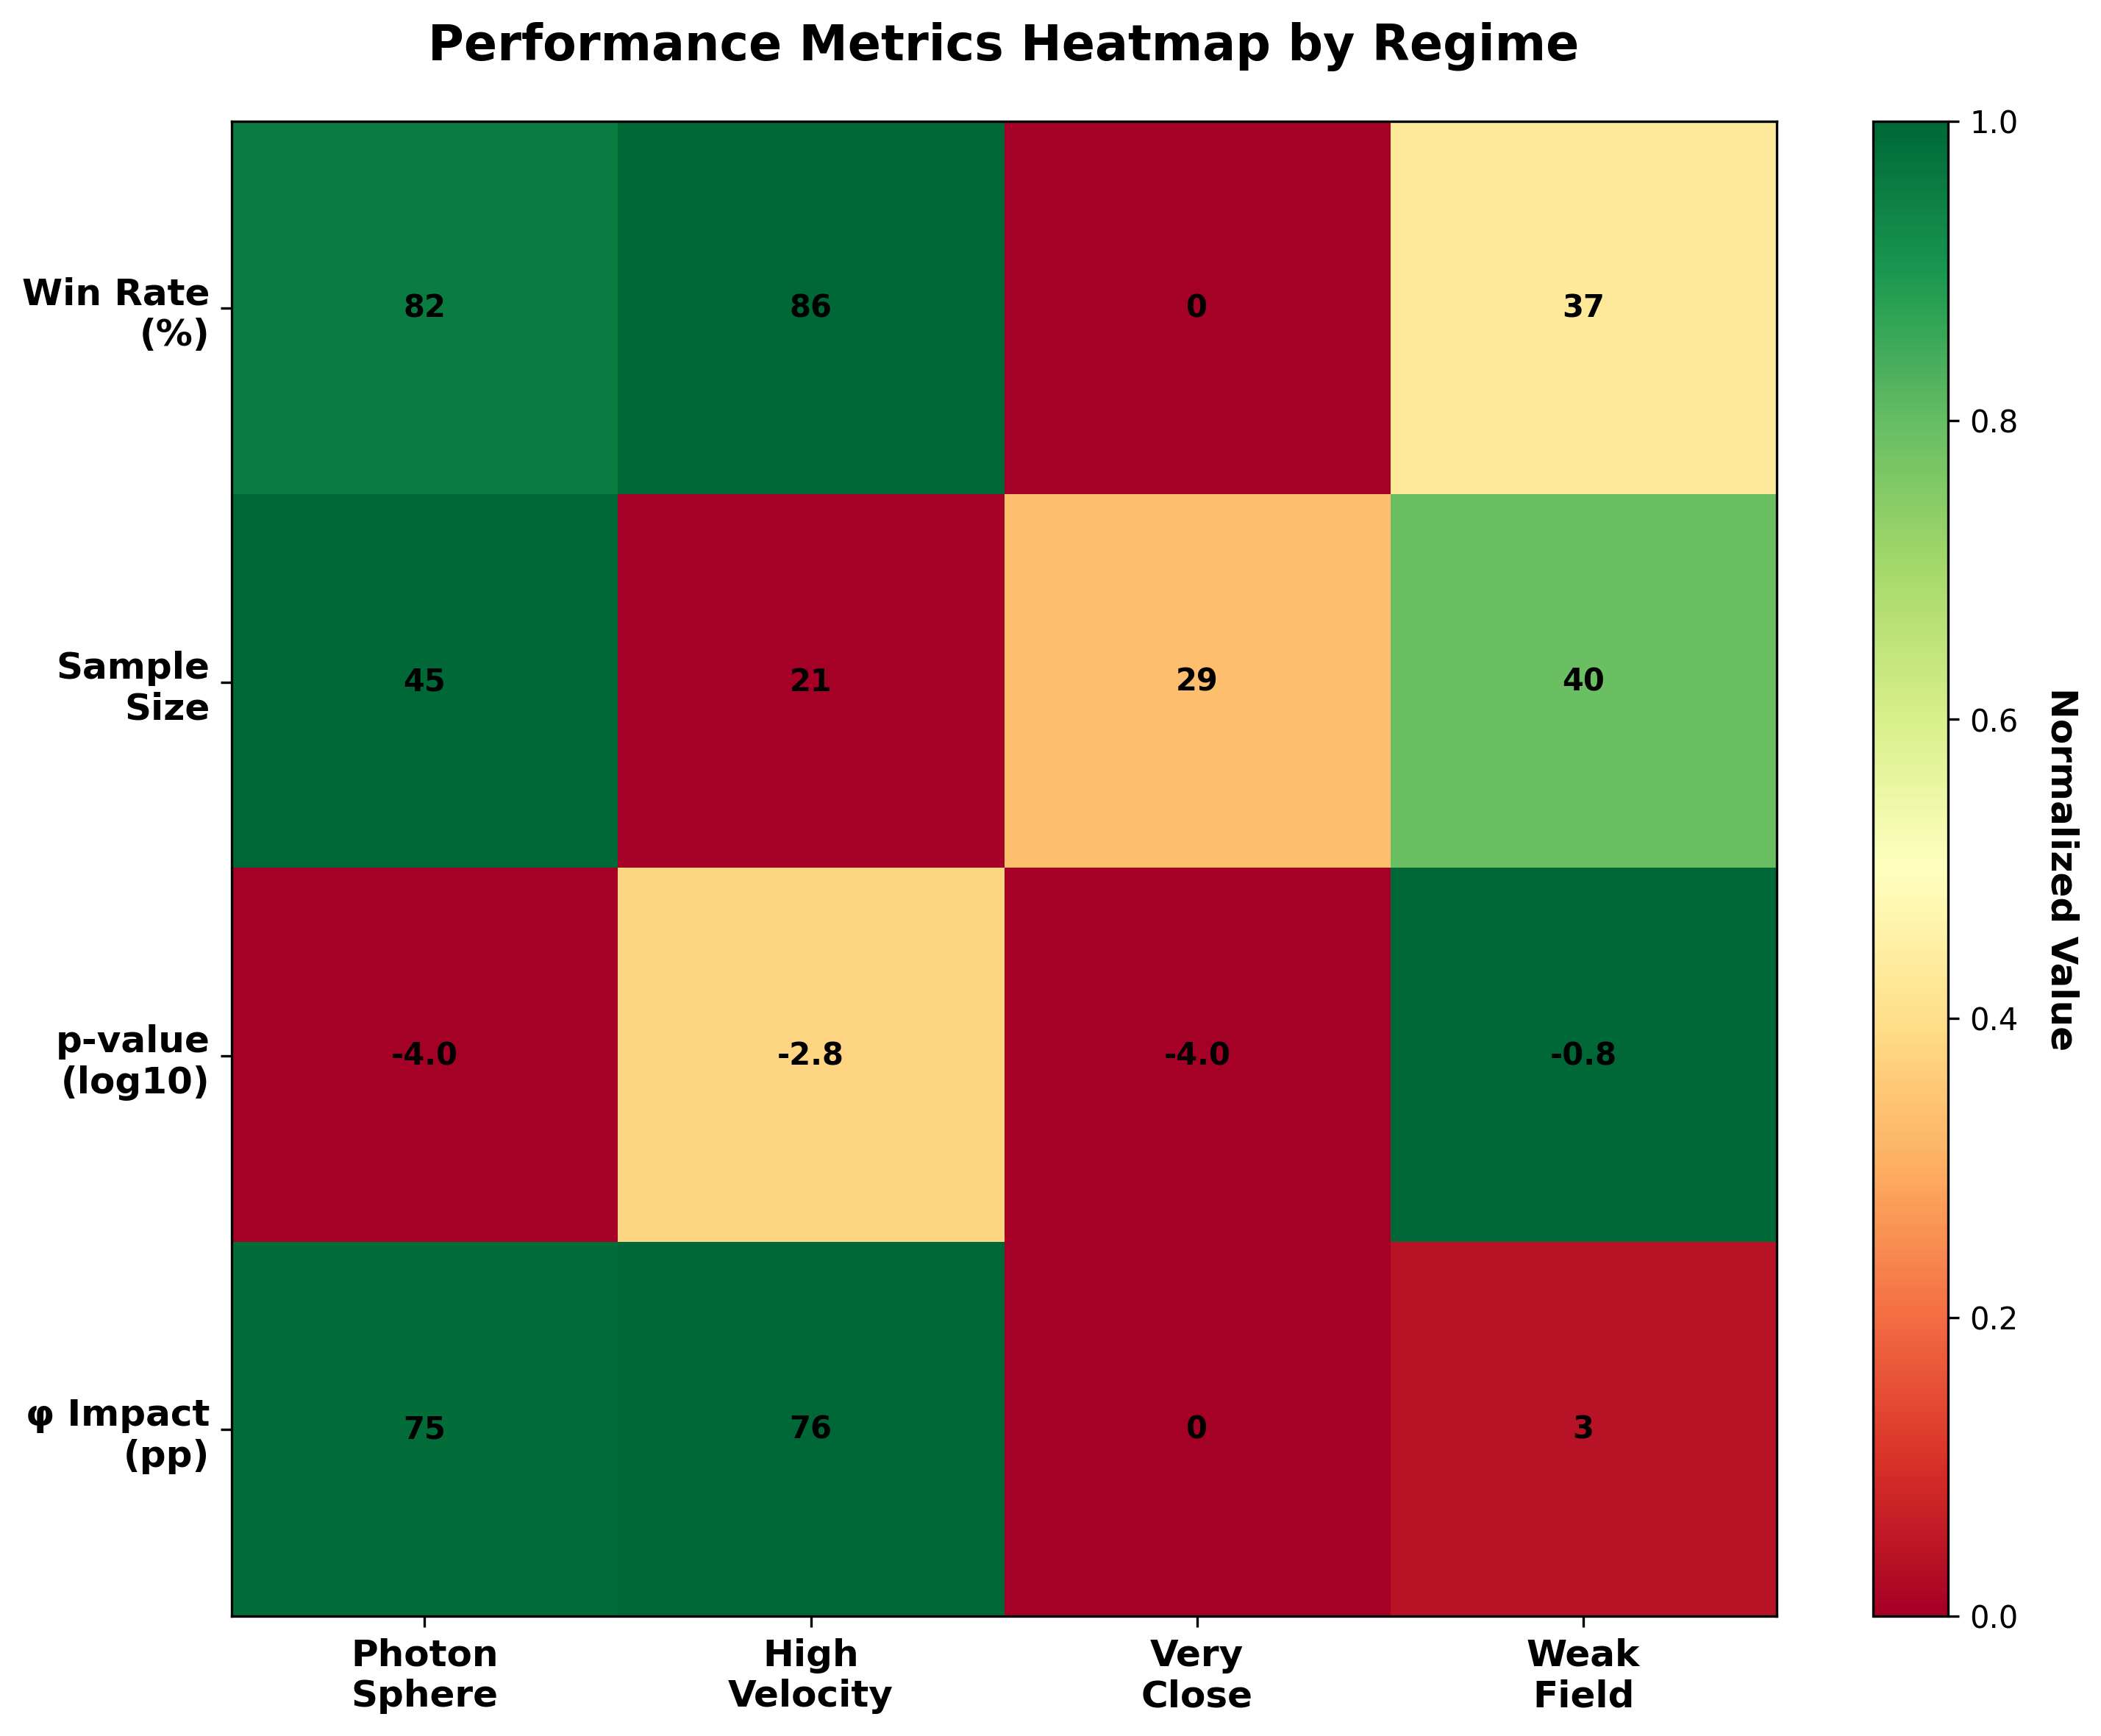 Performance Metrics Heatmap by Regime
Win Rate
(%)
82 86 0 37
Sample
Size
45 21 29 40
p-value
(log10)
-4.0 -2.8 -4.0 -0.8
φ Impact
(pp)
75 76 0 3
Photon
Sphere
High
Velocity
Very
Close
Weak
Field
1.0
0.8
0.6
0.4
0.2
0.0
Normalized Value